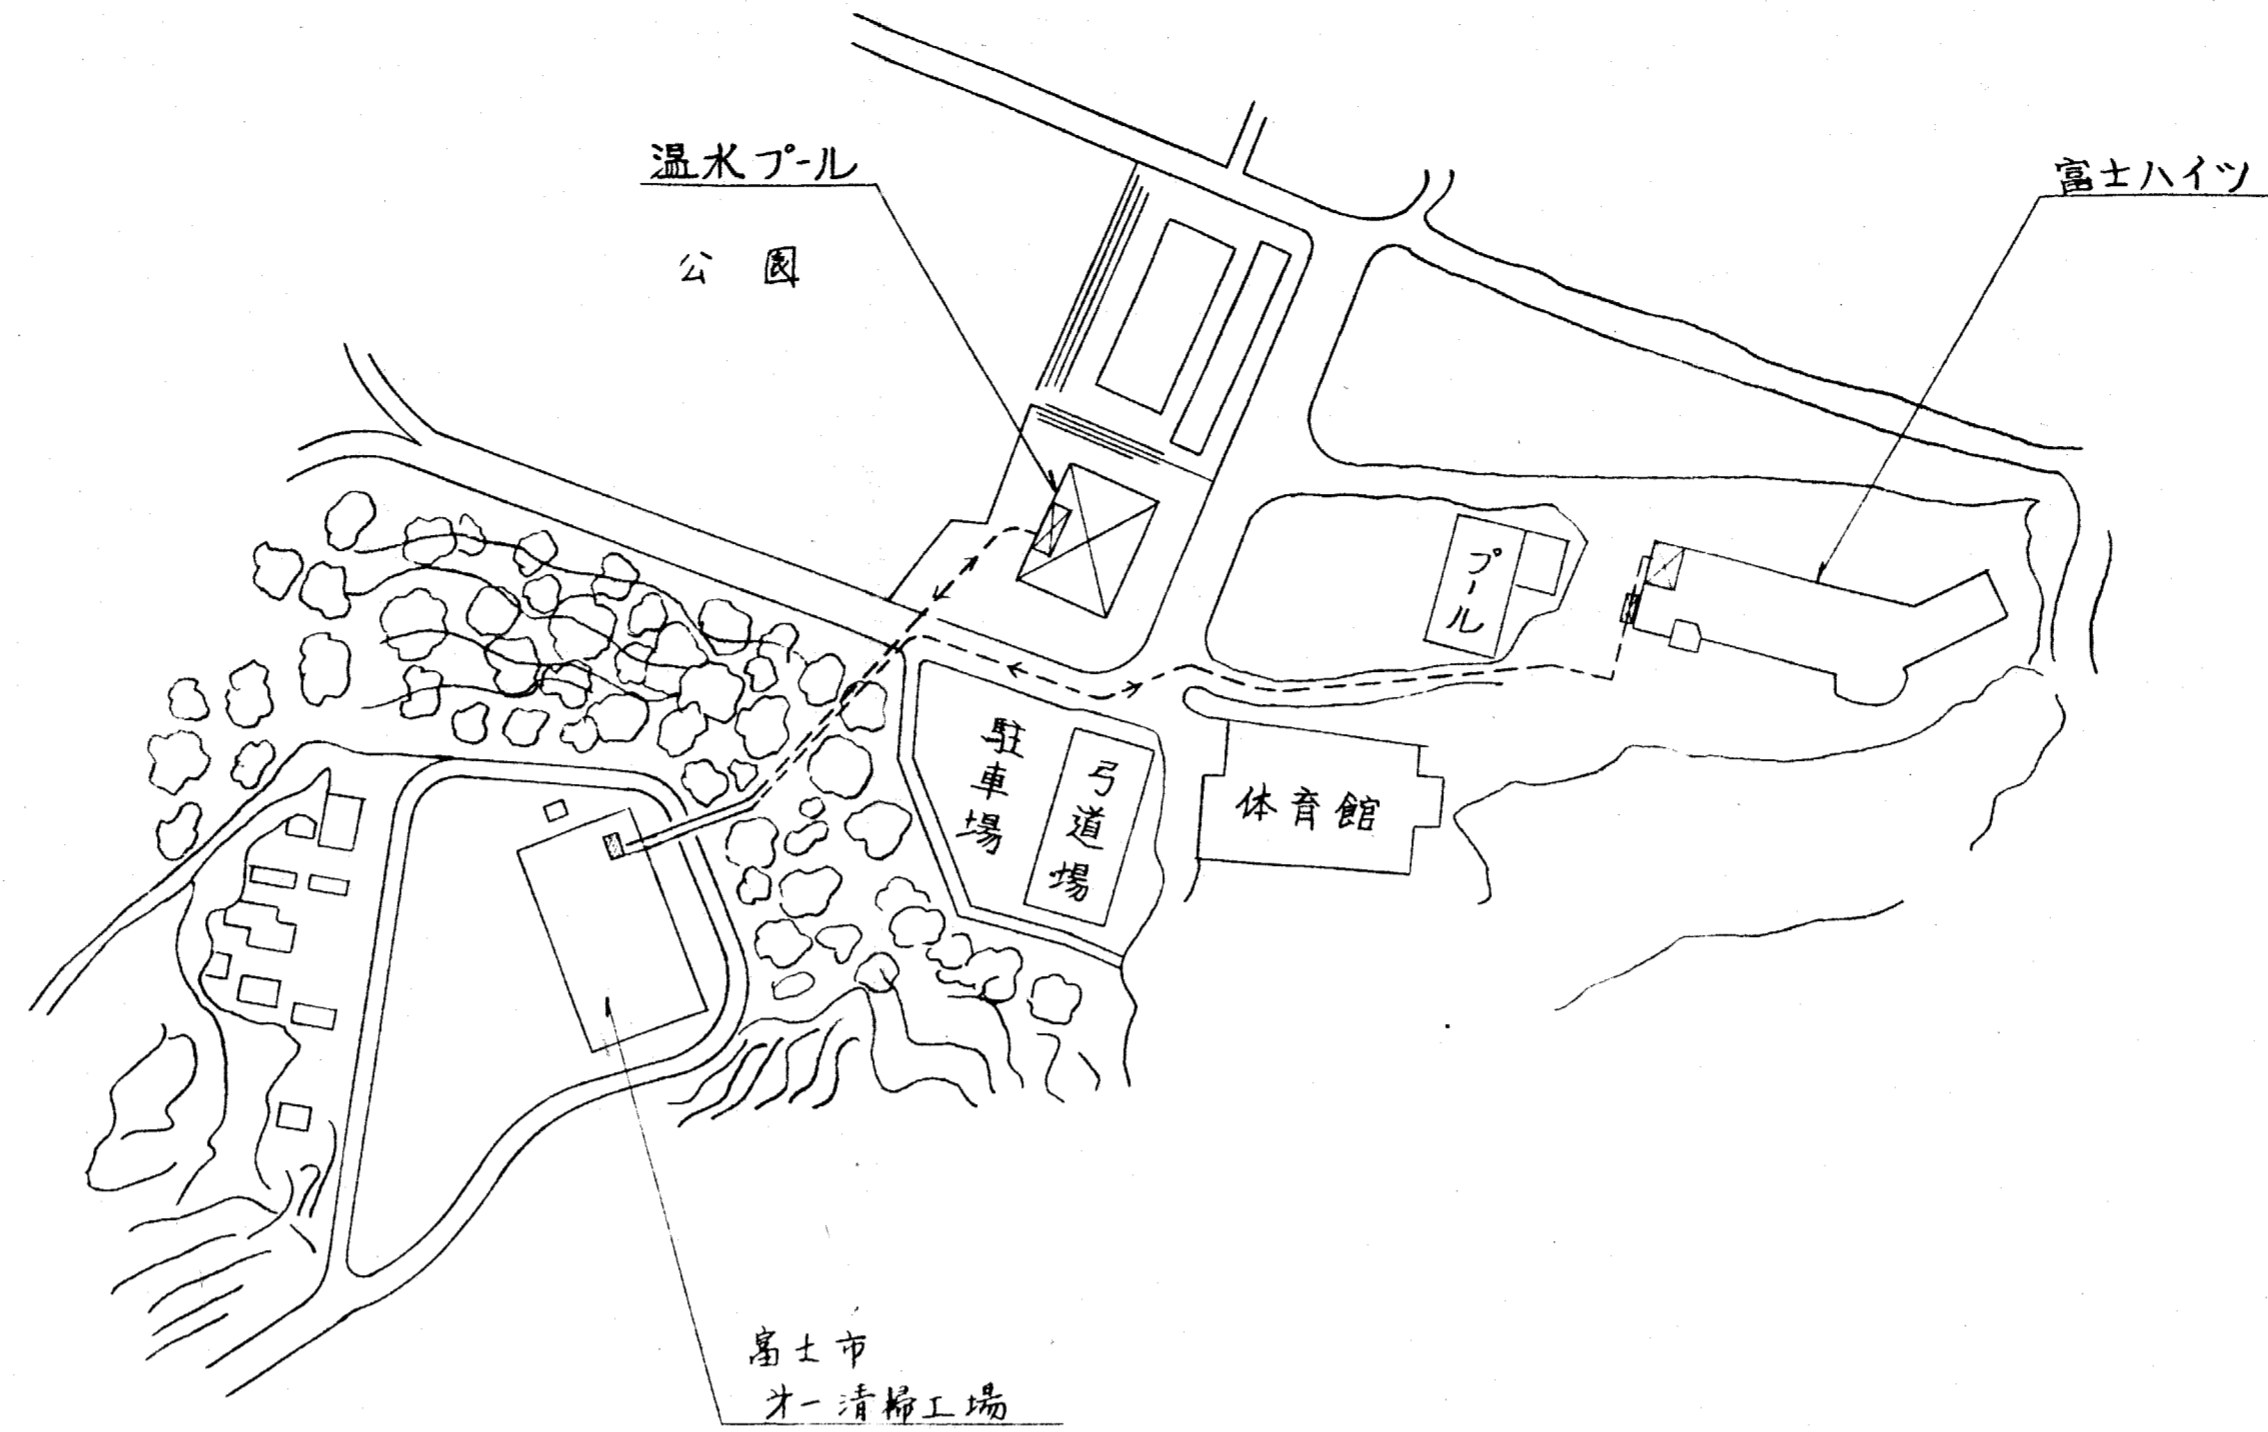 温水プール
富士ハイツ
公園
プール
駐車場
弓道場
体育館
富士市
才一清掃工場